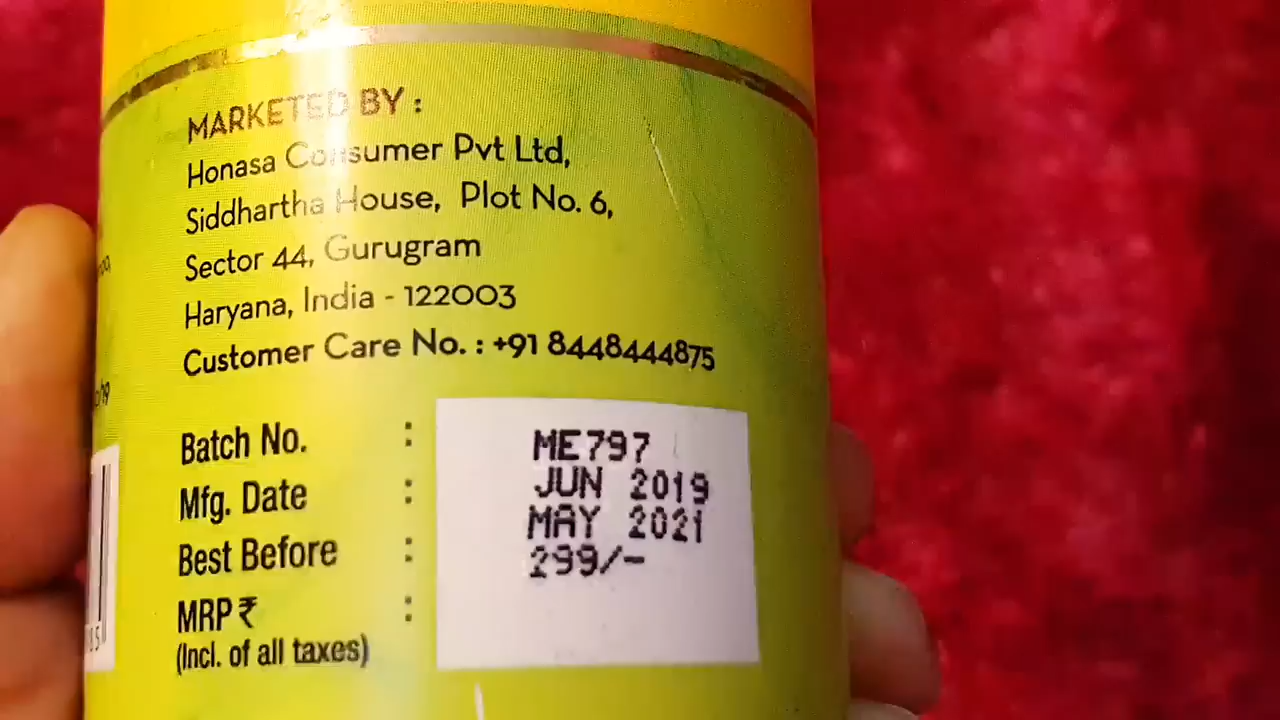 MARKETED BY :
Honasa Consumer Pvt Ltd,
Siddhartha House, Plot No. 6,
Sector 44, Gurugram
Haryana, India - 122003
Customer Care No. : +91 8448444875
Batch No. : ME797
Mfg. Date : JUN 2019
Best Before : MAY 2021
MRP ₹ : 299/-
(Incl. of all taxes)